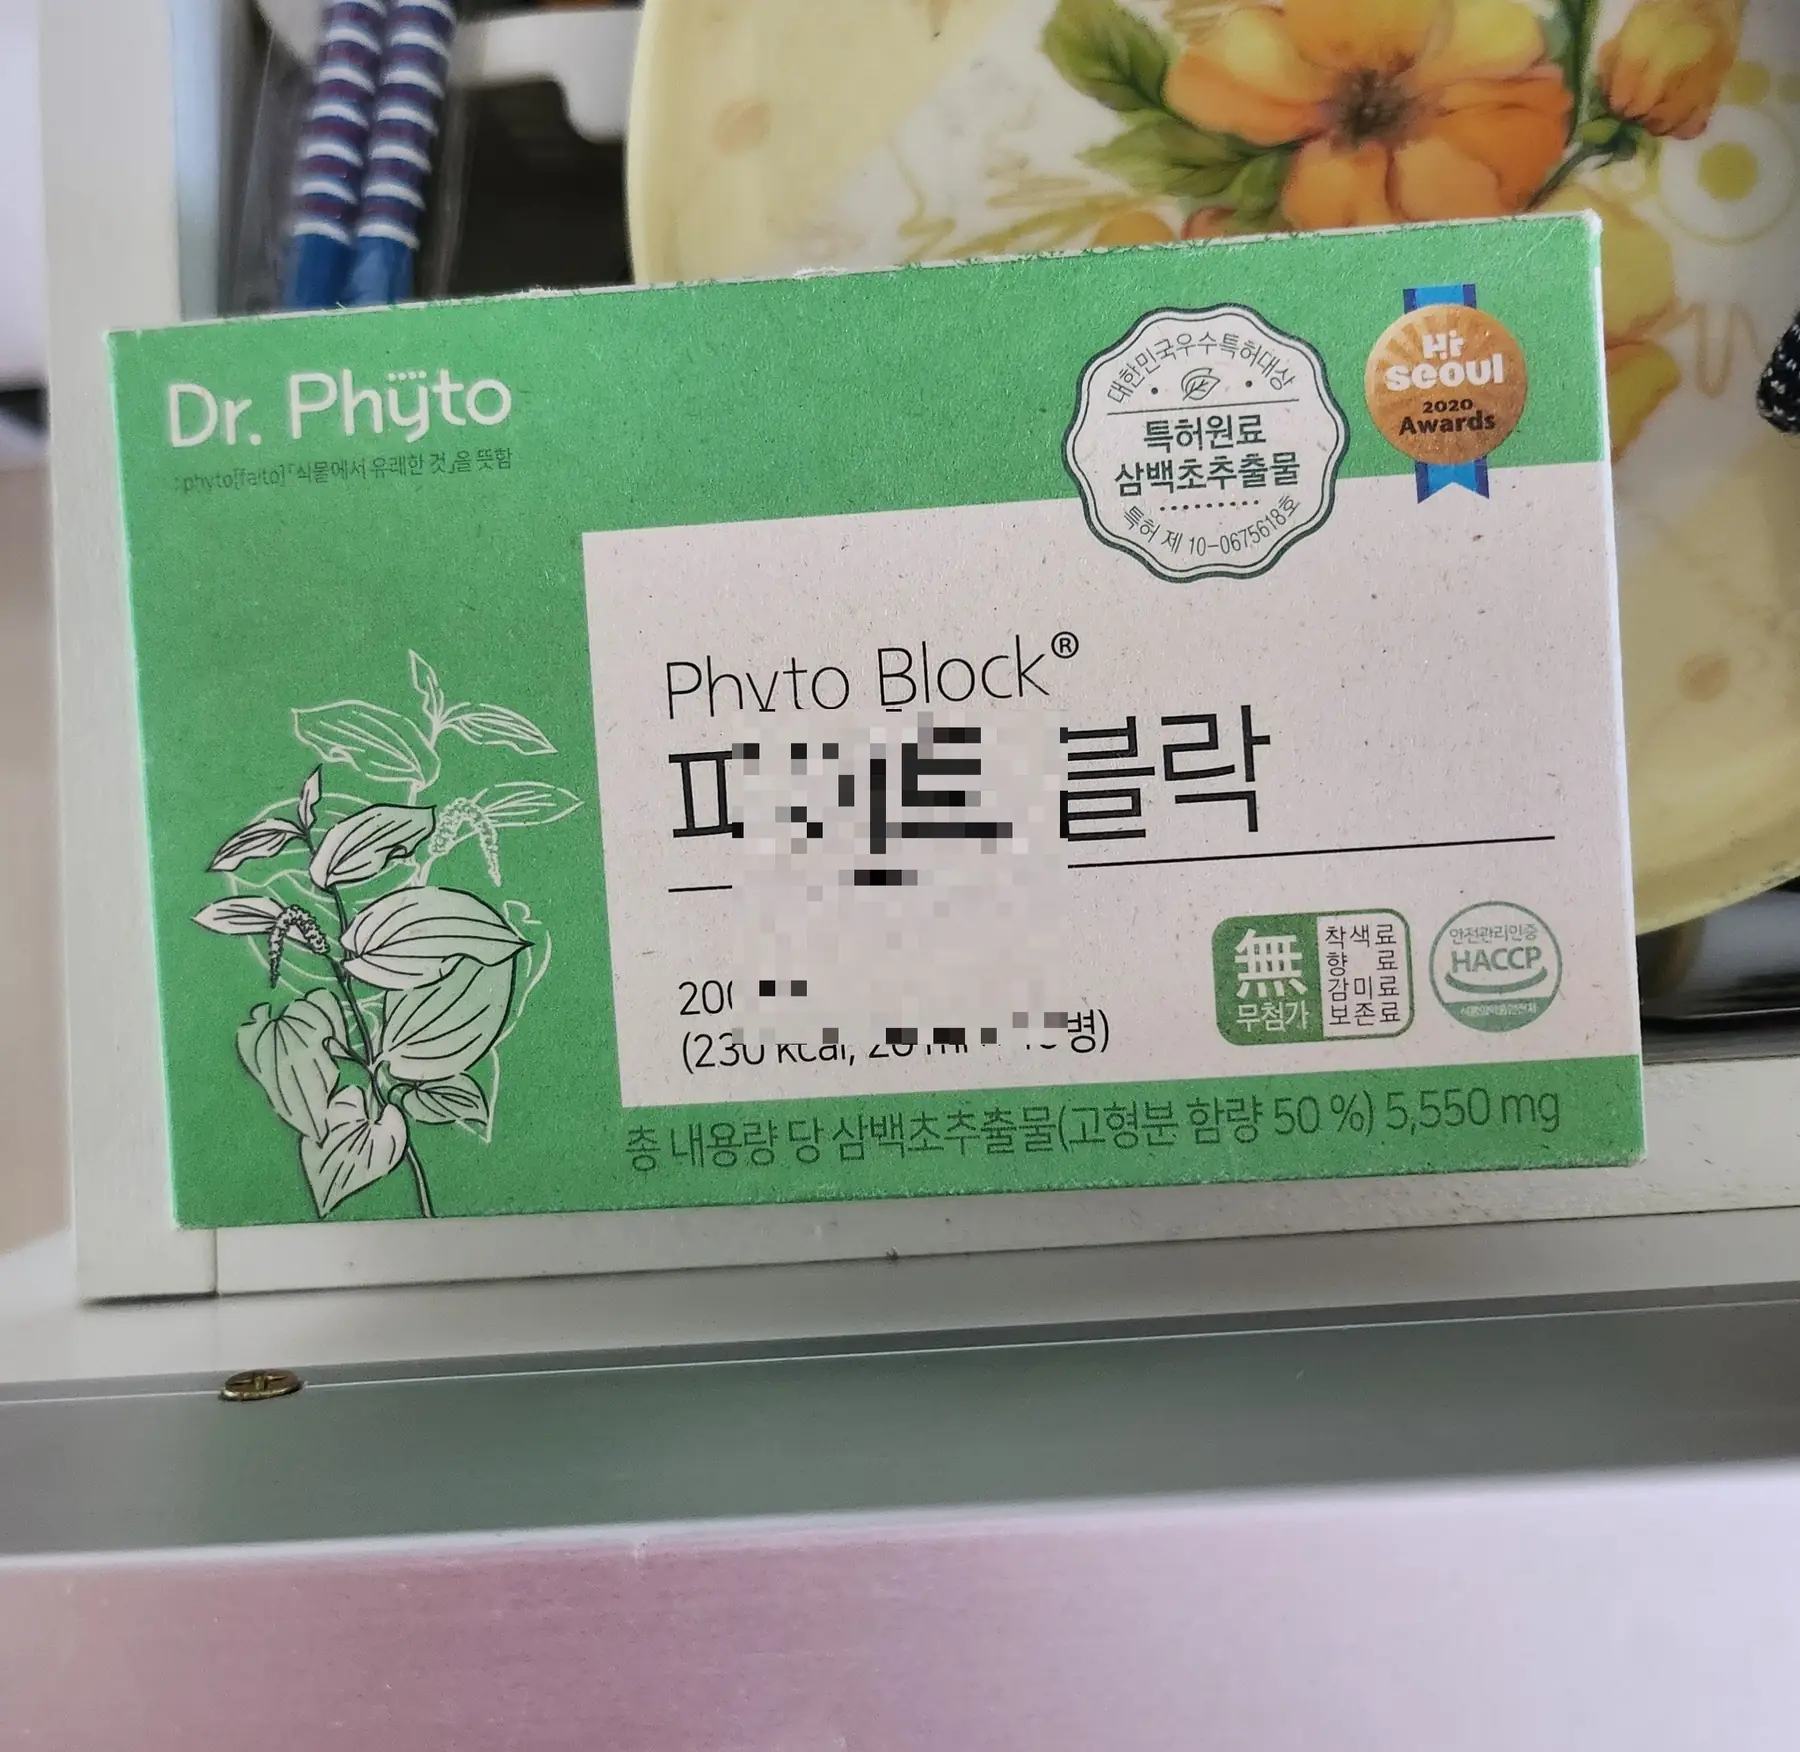 Dr. Phyto
: phyto[faito]「식물에서 유래한 것」을 뜻함
대한민국우수특허대상
특허원료
삼백초추출물
특허 제 10-0675618호
Hi
seoul
2020
Awards
Phyto Block®
블락
(230 kcal,
병)
無
무첨가
착색료
향 료
감미료
보존료
안전관리인증
HACCP
총 내용량 당 삼백초추출물(고형분 함량 50 %) 5,550 mg